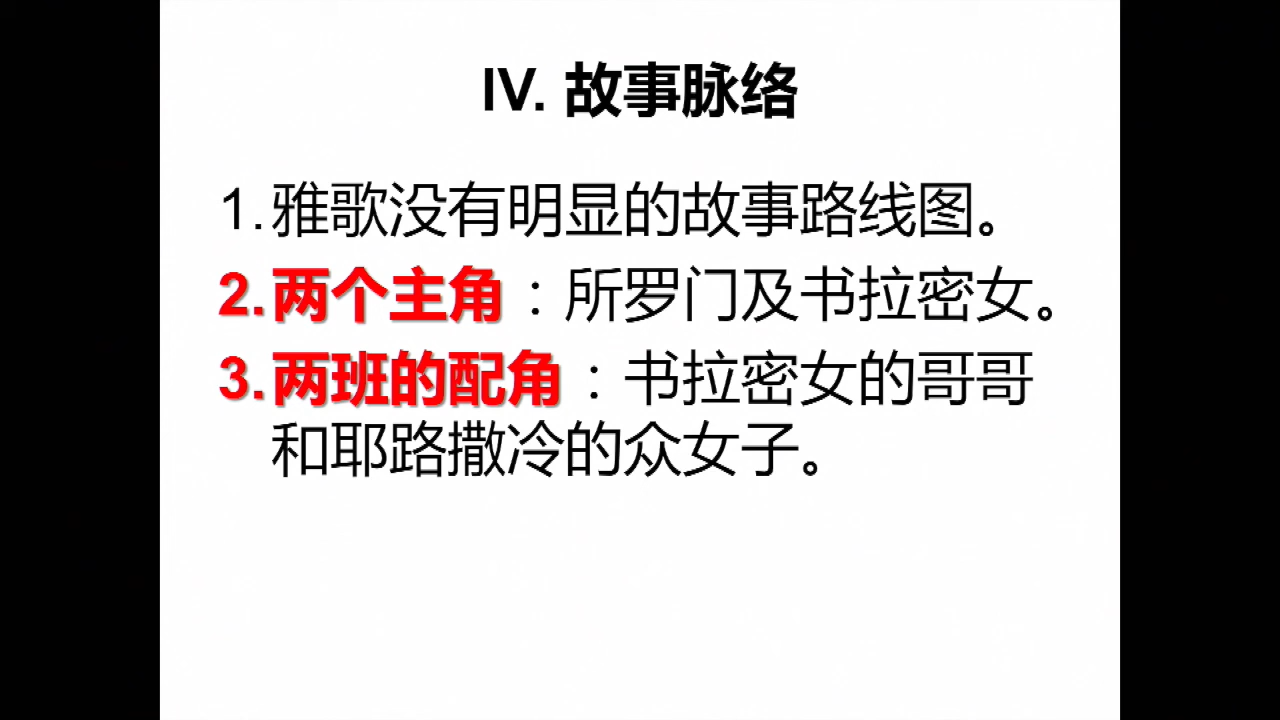 IV. 故事脉络
1. 雅歌没有明显的故事路线图。
2. 两个主角：所罗门及书拉密女。
3. 两班的配角：书拉密女的哥哥
和耶路撒冷的众女子。